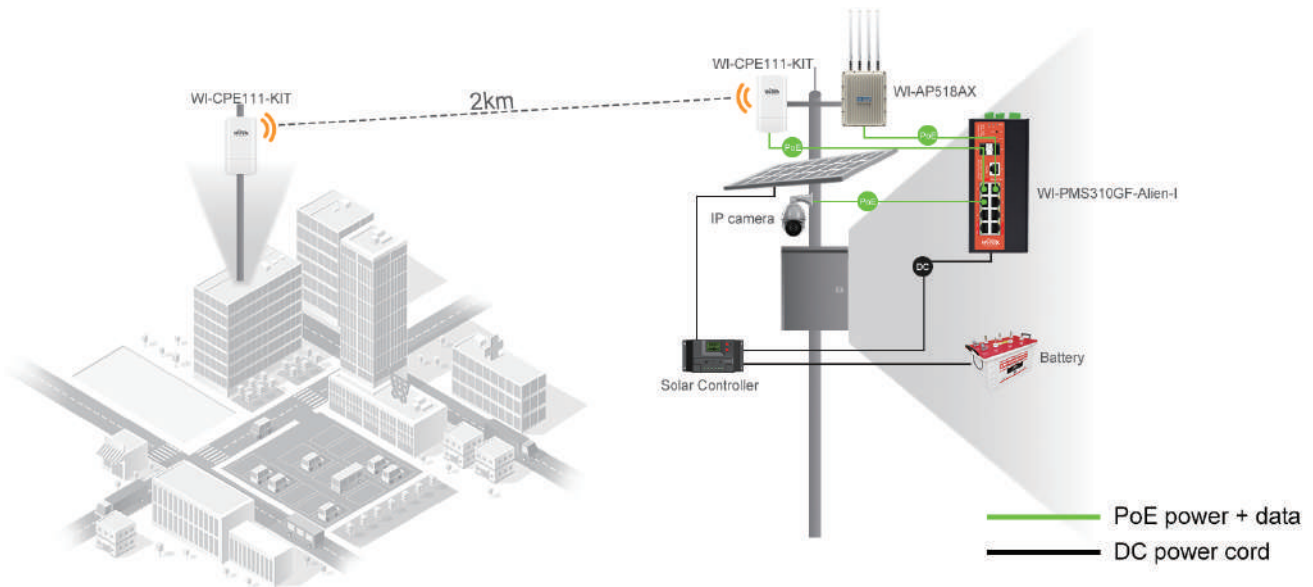 WI-CPE111-KIT
2km
WI-CPE111-KIT
WI-AP518AX
PoE
PoE
WI-PMS310GF-Alien-I
IP camera
PoE
DC
Solar Controller
Battery
PoE power + data
DC power cord